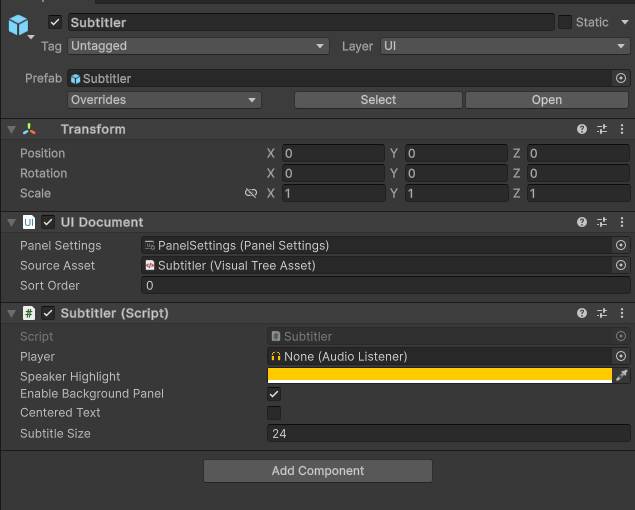 Subtitler Static
Tag Untagged Layer UI
Prefab Subtitler
Overrides Select Open
Transform
Position X 0 Y 0 Z 0
Rotation X 0 Y 0 Z 0
Scale X 1 Y 1 Z 1
UI UI Document
Panel Settings PanelSettings (Panel Settings)
Source Asset Subtitler (Visual Tree Asset)
Sort Order 0
# Subtitler (Script)
Script # Subtitler
Player None (Audio Listener)
Speaker Highlight
Enable Background Panel
Centered Text
Subtitle Size 24
Add Component